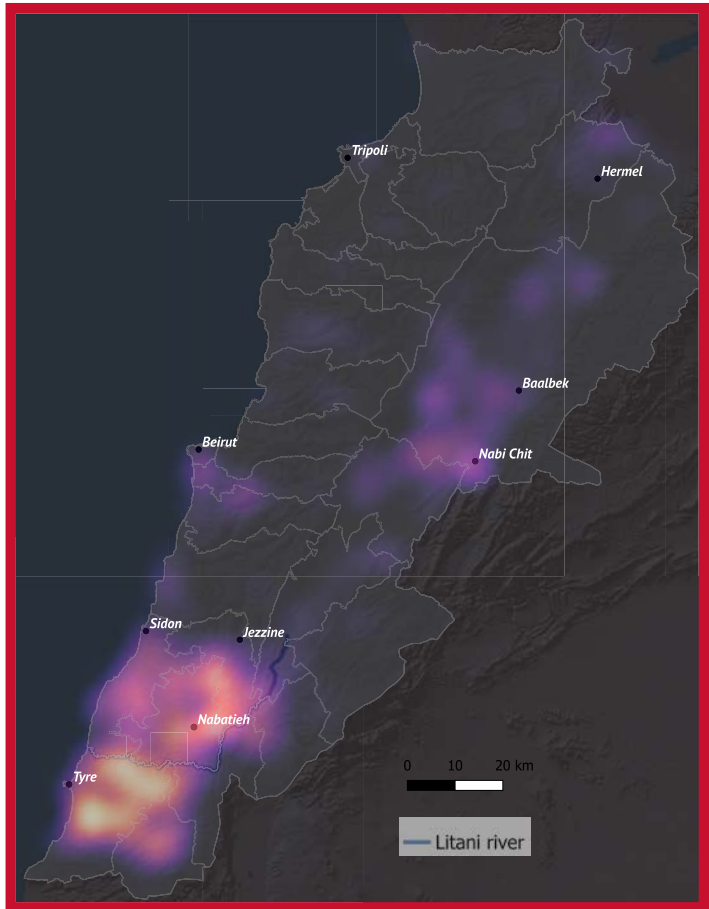 Tripoli
Hermel
Baalbek
Beirut
Nabi Chit
Sidon
Jezzine
Nabatieh
Tyre
0 10 20 km
Litani river